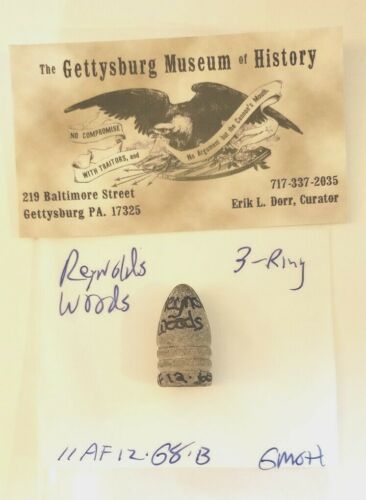 The Gettysburg Museum of History
NO COMPROMISE
WITH TRAITORS, and
No Argument but the Cannon's Mouth
219 Baltimore Street
Gettysburg PA. 17325
717-337-2035
Erik L. Dorr, Curator
Reynolds
Woods
3-Ring
Woods
11AF12.68.B
GMOH